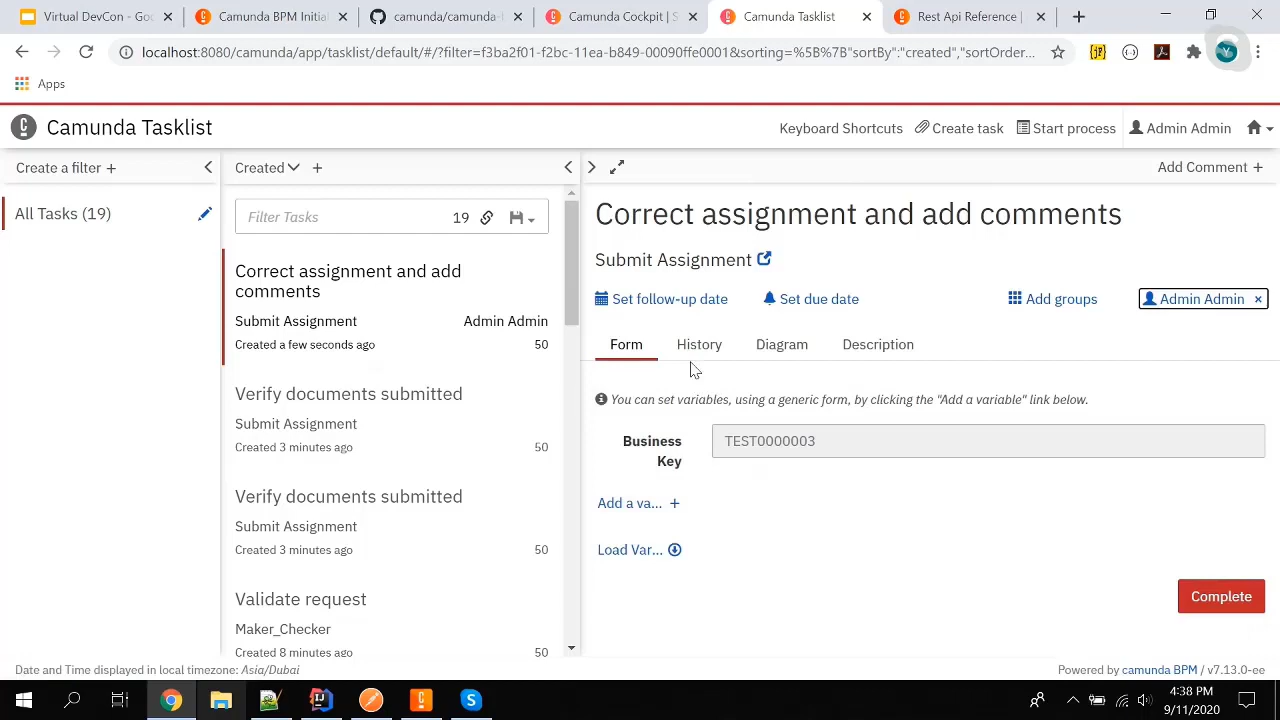 Video DevCon - Goo
Camunda BPM Initia
camunda/camunda-
Camunda Cockpit | S
Camunda Tasklist
Rest Api Reference |
localhost:8080/camunda/app/tasklist/default/#/?filter=f3ba2f01-f2bc-11ea-b849-00090ffe0001&sorting=%5B%7B"sortBy":"created","sortOrder...
Y
Apps
Camunda Tasklist
Keyboard Shortcuts
Create task
Start process
Admin Admin
Create a filter +
Created
+
Add Comment +
All Tasks (19)
Filter Tasks
19
Correct assignment and add comments
Submit Assignment
Set follow-up date
Set due date
Add groups
Admin Admin ×
Correct assignment and add
comments
Submit Assignment
Admin Admin
Created a few seconds ago
50
Form
History
Diagram
Description
Verify documents submitted
Submit Assignment
Created 3 minutes ago
50
You can set variables, using a generic form, by clicking the "Add a variable" link below.
Business
Key
TEST0000003
Verify documents submitted
Submit Assignment
Created 3 minutes ago
50
Add a va... +
Load Var...
Validate request
Maker_Checker
Created 8 minutes ago
50
Complete
Date and Time displayed in local timezone: Asia/Dubai
Powered by camunda BPM / v7.13.0-ee
4:38 PM
9/11/2020